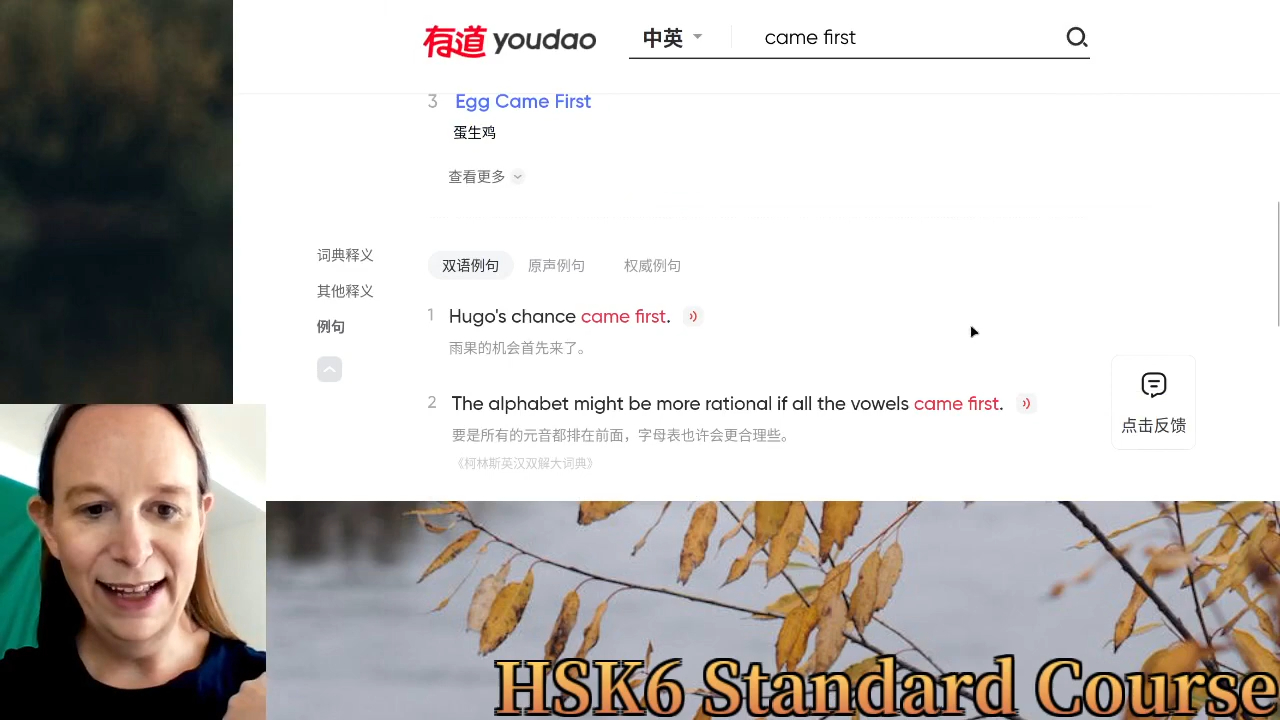 有道 youdao
中英
came first
3 Egg Came First
蛋生鸡
查看更多
词典释义
其他释义
例句
双语例句 原声例句 权威例句
1 Hugo's chance came first.
雨果的机会首先来了。
2 The alphabet might be more rational if all the vowels came first.
要是所有的元音都排在前面，字母表也许会更合理些。
《柯林斯英汉双解大词典》
点击反馈
HSK6 Standard Course